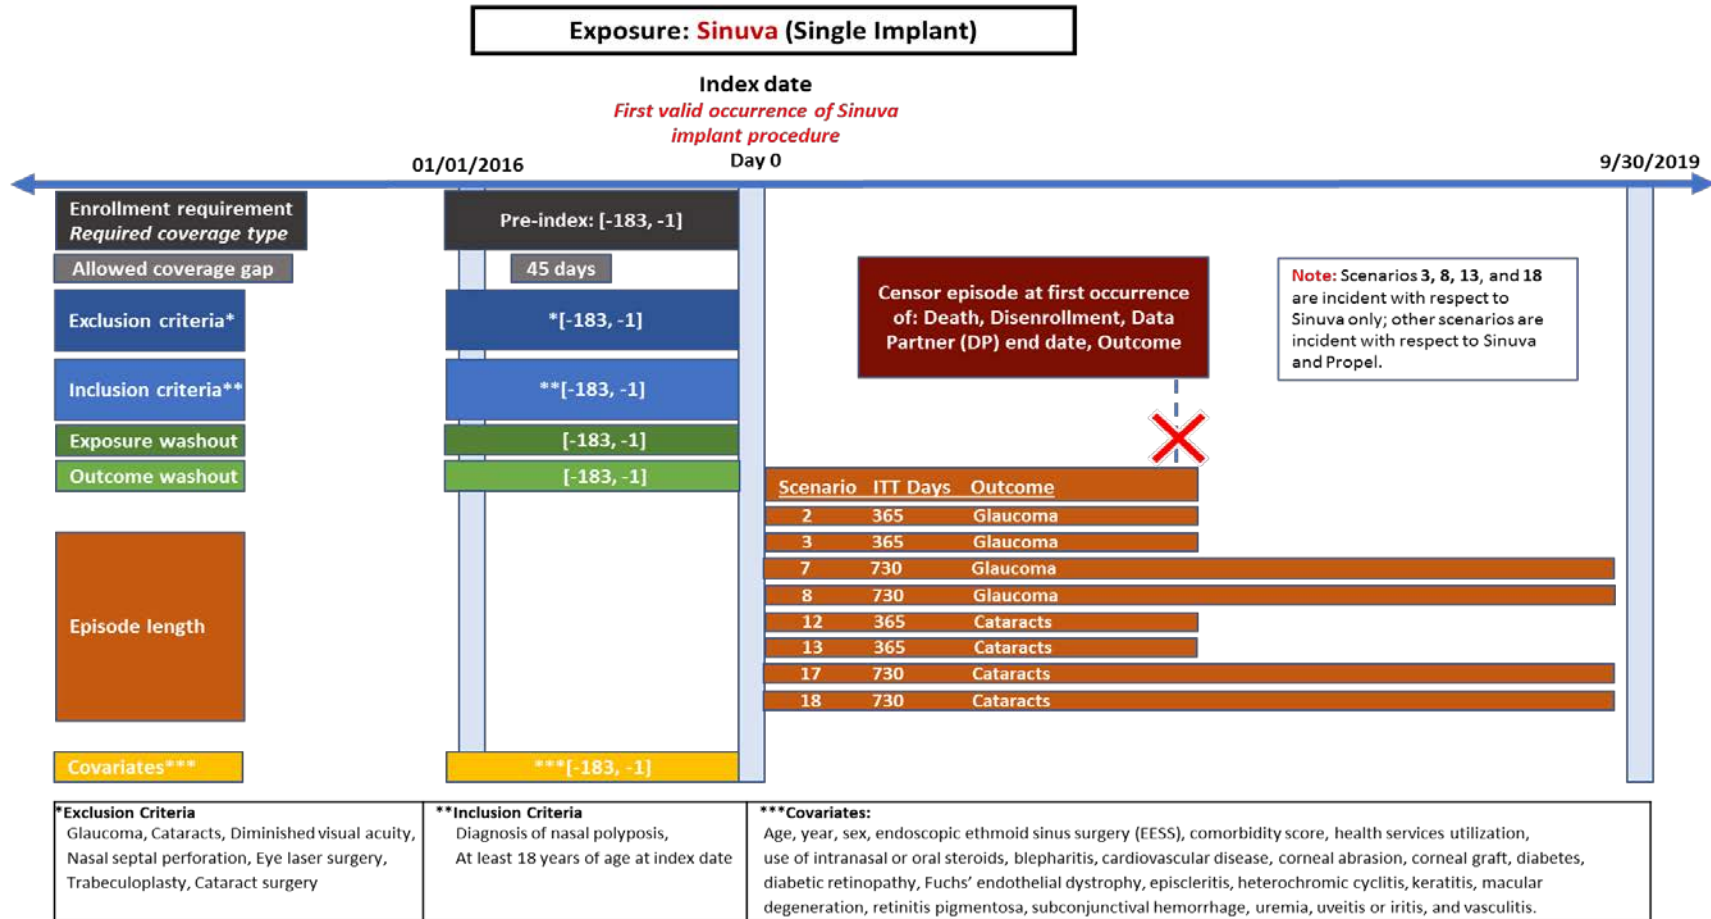 Exposure: Sinuva (Single Implant)
Index date
First valid occurrence of Sinuva
implant procedure
01/01/2016
Day 0
9/30/2019
Enrollment requirement
Required coverage type
Pre-index: [-183, -1]
Allowed coverage gap
45 days
Exclusion criteria*
*[-183, -1]
Inclusion criteria**
**[-183, -1]
Exposure washout
[-183, -1]
Outcome washout
[-183, -1]
Censor episode at first occurrence
of: Death, Disenrollment, Data
Partner (DP) end date, Outcome
Note: Scenarios 3, 8, 13, and 18
are incident with respect to
Sinuva only; other scenarios are
incident with respect to Sinuva
and Propel.
Episode length
Scenario ITT Days Outcome
2 365 Glaucoma
3 365 Glaucoma
7 730 Glaucoma
8 730 Glaucoma
12 365 Cataracts
13 365 Cataracts
17 730 Cataracts
18 730 Cataracts
Covariates***
***[-183, -1]
*Exclusion Criteria
Glaucoma, Cataracts, Diminished visual acuity,
Nasal septal perforation, Eye laser surgery,
Trabeculoplasty, Cataract surgery
**Inclusion Criteria
Diagnosis of nasal polyposis,
At least 18 years of age at index date
***Covariates:
Age, year, sex, endoscopic ethmoid sinus surgery (EESS), comorbidity score, health services utilization,
use of intranasal or oral steroids, blepharitis, cardiovascular disease, corneal abrasion, corneal graft, diabetes,
diabetic retinopathy, Fuchs' endothelial dystrophy, episcleritis, heterochromic cyclitis, keratitis, macular
degeneration, retinitis pigmentosa, subconjunctival hemorrhage, uremia, uveitis or iritis, and vasculitis.